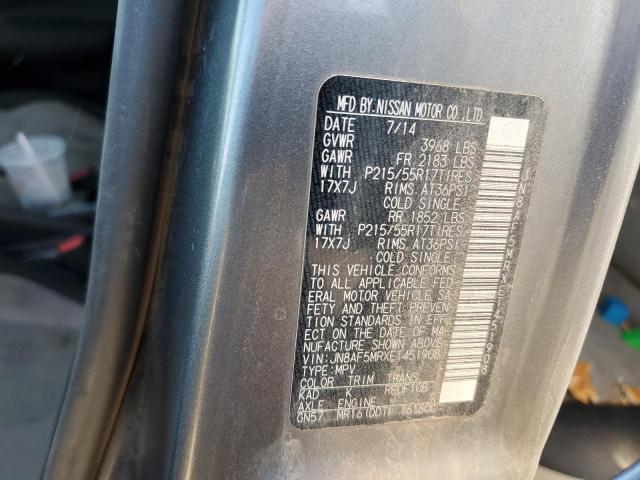 MFD BY NISSAN MOTOR CO.,LTD.
DATE 7/14
GVWR 3968 LBS
GAWR FR 2183 LBS
WITH P215/55R17TIRES,
17X7J RIMS,AT36PSI
COLD SINGLE.
GAWR RR 1852 LBS
WITH P215/55R17TIRES,
17X7J RIMS,AT36PSI
COLD SINGLE.
THIS VEHICLE CONFORMS
TO ALL APPLICABLE FED-
ERAL MOTOR VEHICLE SA
FETY AND THEFT PREVEN
TION STANDARDS IN EFF
ECT ON THE DATE OF MA
NUFACTURE SHOWN ABOVE
VIN:JN8AF5MRXET451908
TYPE:MPV
COLOR TRIM TRANS
KAD K
AXLE ENGINE
GN57 MR16(DDT)